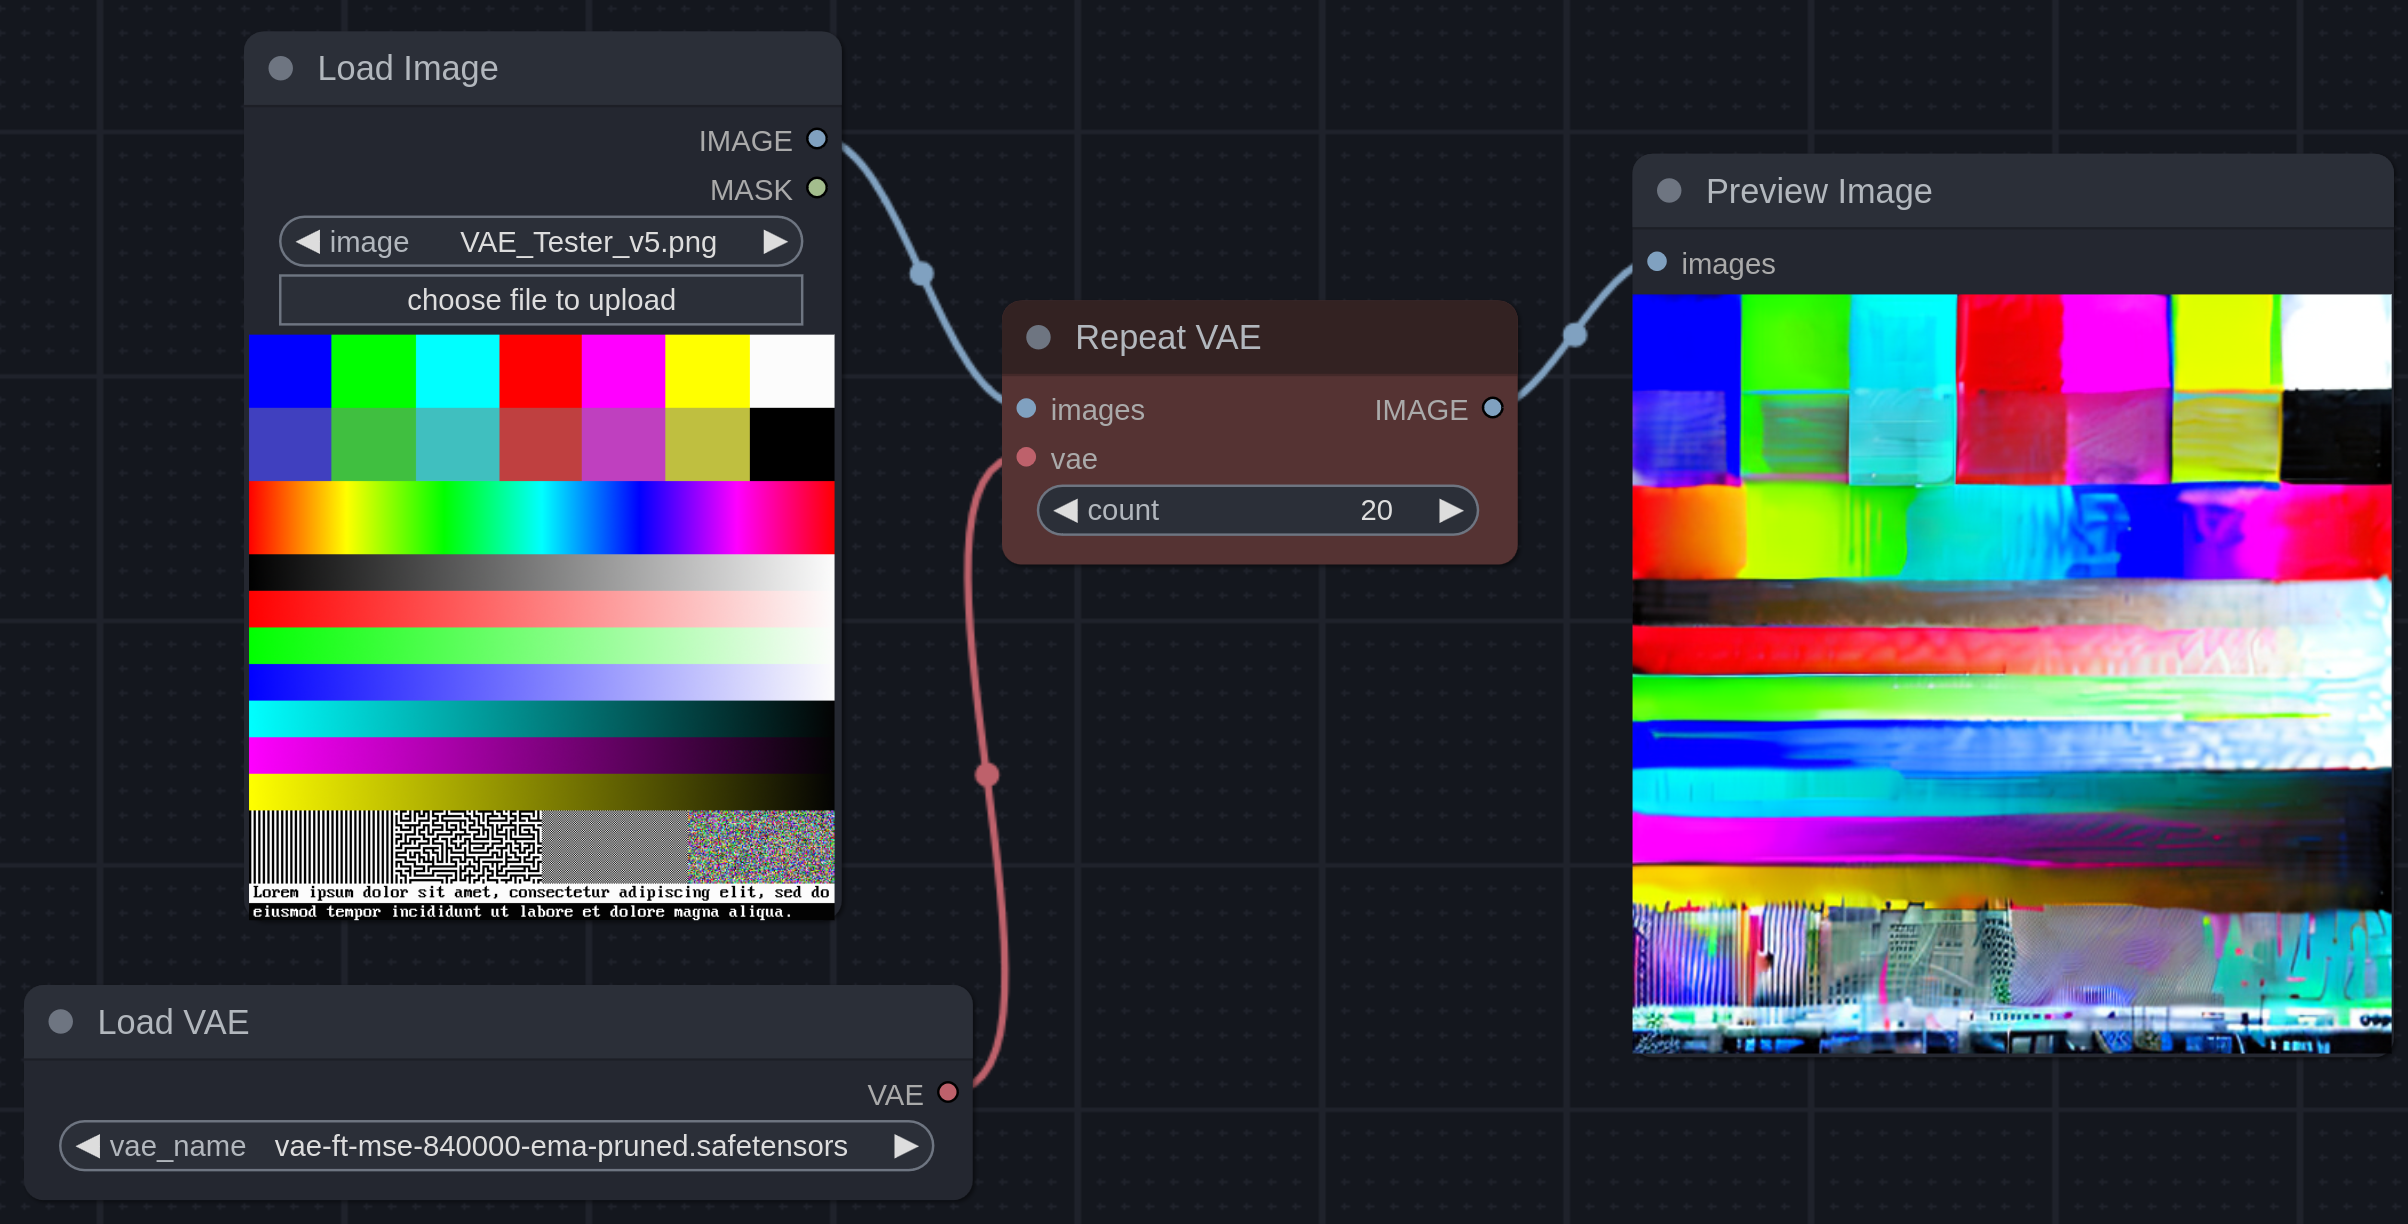 Load Image
IMAGE
MASK
image VAE_Tester_v5.png
choose file to upload
Lorem ipsum dolor sit amet, consectetur adipiscing elit, sed do
eiusmod tempor incididunt ut labore et dolore magna aliqua.
Load VAE
VAE
vae_name vae-ft-mse-840000-ema-pruned.safetensors
Repeat VAE
images IMAGE
vae
count 20
Preview Image
images